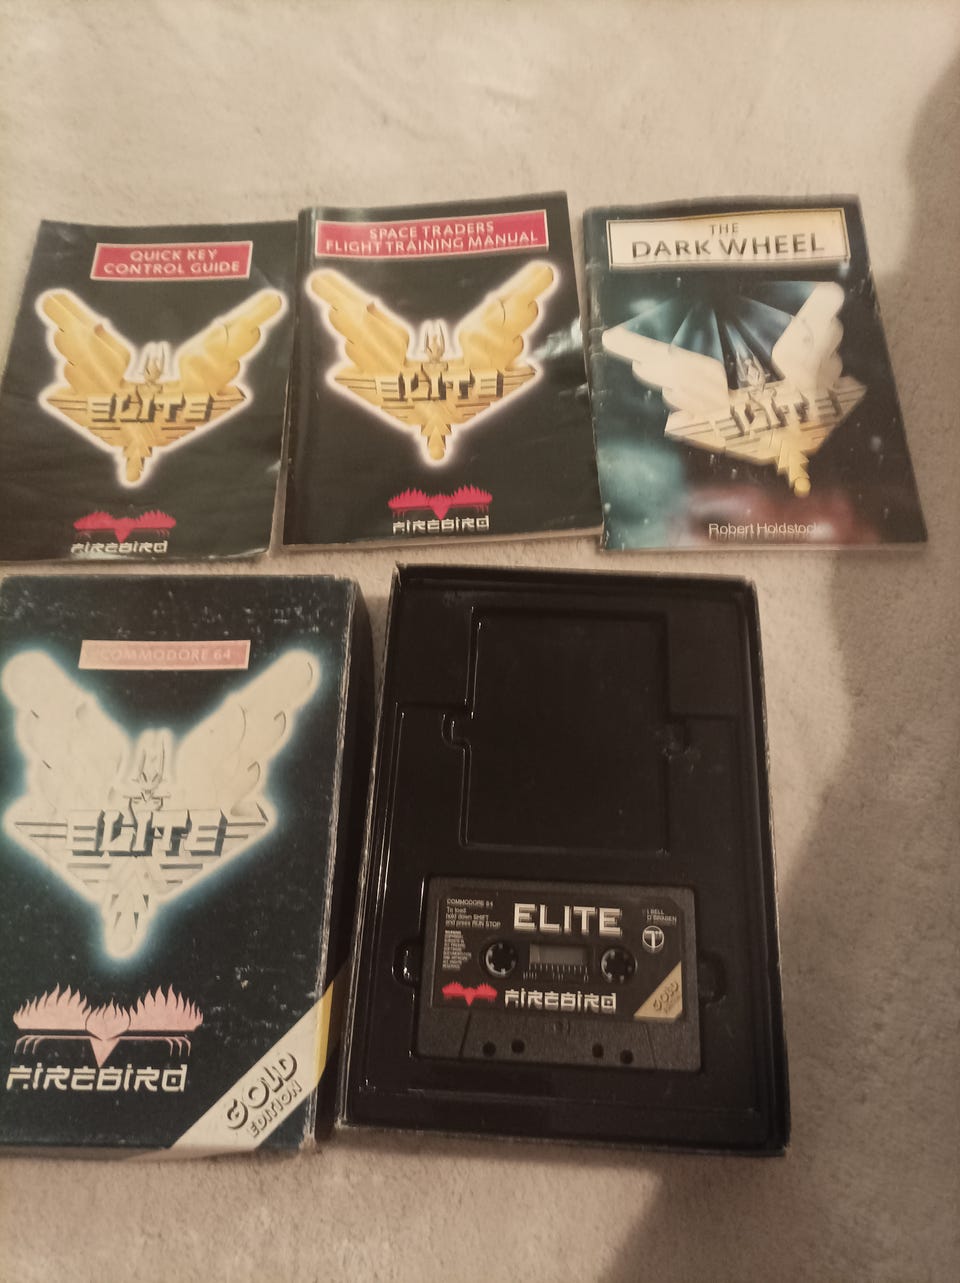 QUICK KEY
CONTROL GUIDE
ELITE
FIREBIRD
SPACE TRADERS
FLIGHT TRAINING MANUAL
ELITE
FIREBIRD
THE
DARK WHEEL
ELITE
Robert Holdstock
COMMODORE 64
ELITE
FIREBIRD
GOLD
EDITION
COMMODORE 64
To load
hold down SHIFT
and press RUN STOP
ELITE
I BELL
D BRABEN
FIREBIRD
GOLD